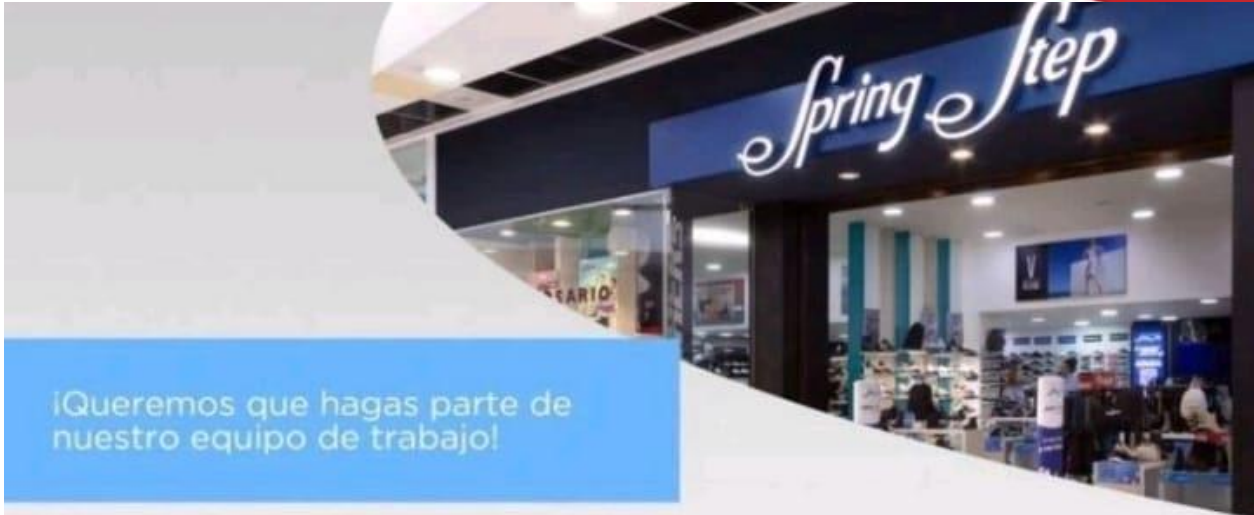 Spring Step
¡Queremos que hagas parte de
nuestro equipo de trabajo!